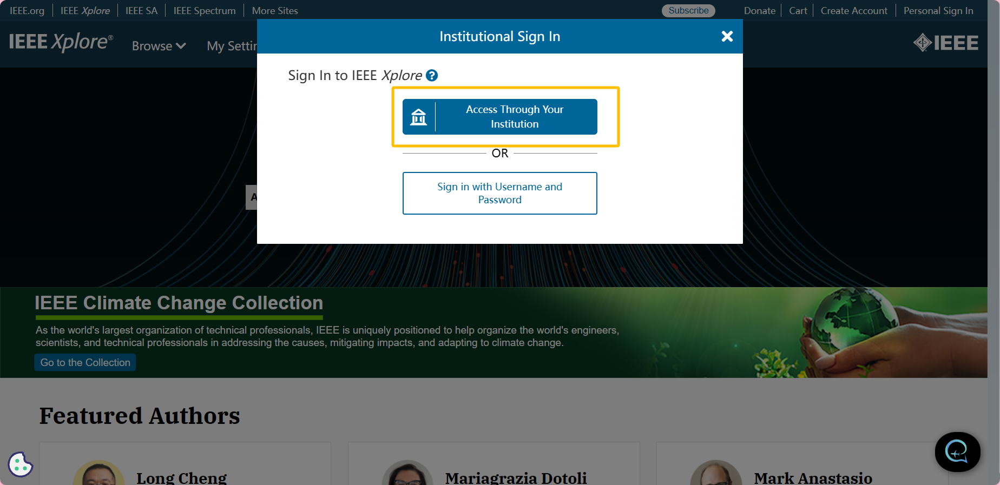 IEEE.org IEEE Xplore IEEE SA IEEE Spectrum More Sites Subscribe Donate Cart Create Account Personal Sign In
IEEE Xplore® Browse My Settin IEEE
Institutional Sign In
Sign In to IEEE Xplore ?
Access Through Your
Institution
OR
Sign in with Username and
Password
A
IEEE Climate Change Collection
As the world's largest organization of technical professionals, IEEE is uniquely positioned to help organize the world's engineers,
scientists, and technical professionals in addressing the causes, mitigating impacts, and adapting to climate change.
Go to the Collection
Featured Authors
Long Cheng Mariagrazia Dotoli Mark Anastasio